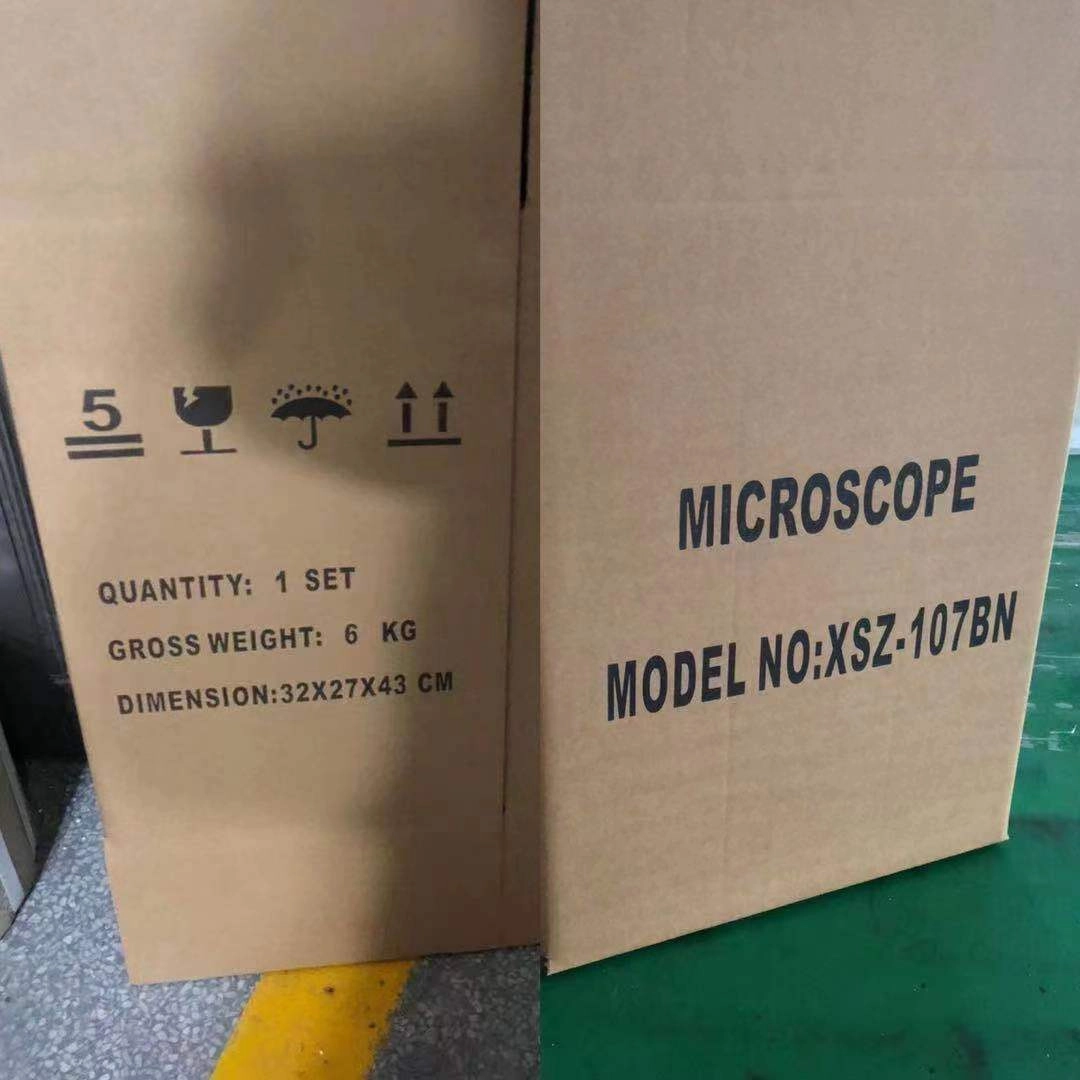 5
QUANTITY: 1 SET
GROSS WEIGHT: 6 KG
DIMENSION:32X27X43 CM
MICROSCOPE
MODEL NO:XSZ-107BN